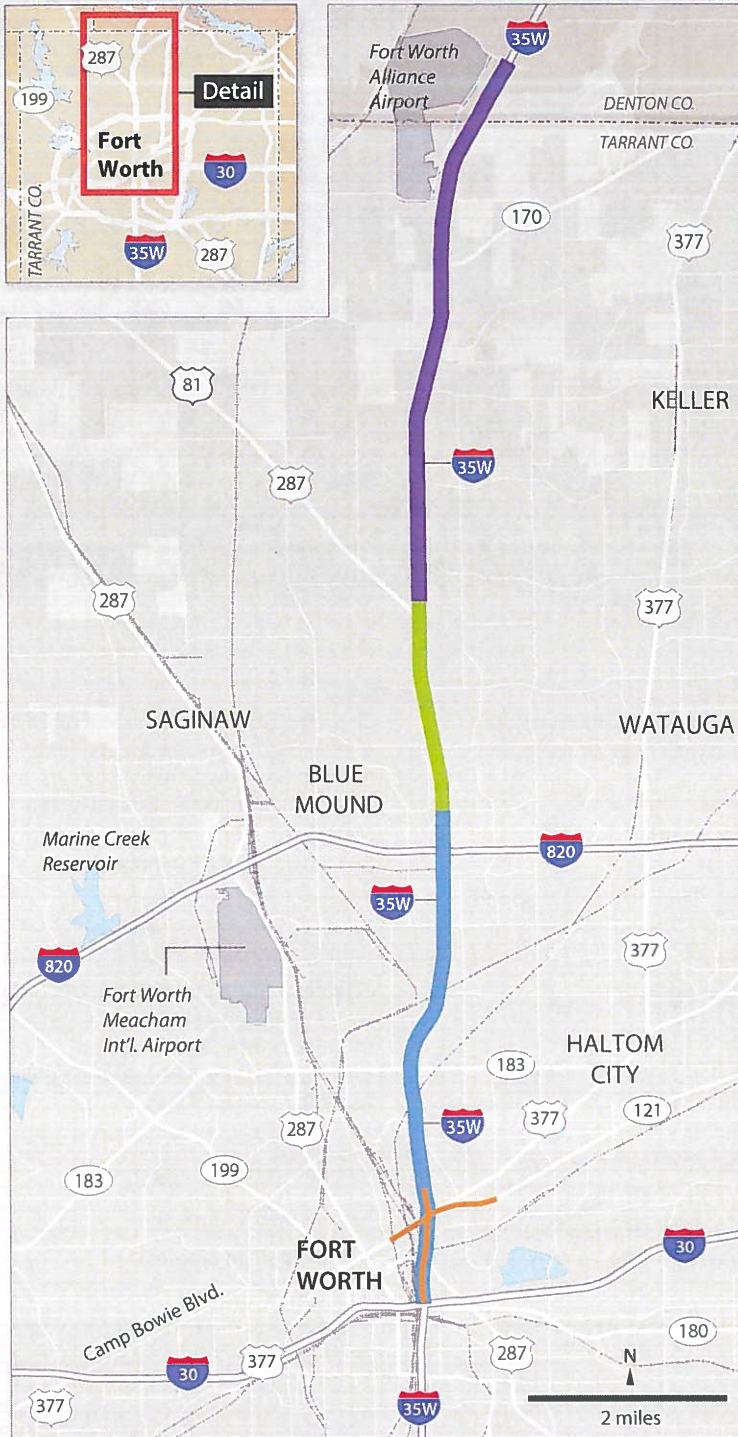 287
199
Detail
Fort
Worth
30
TARRANT CO.
35W
287
35W
Fort Worth
Alliance
Airport
DENTON CO.
TARRANT CO.
170
377
81
KELLER
35W
287
287
377
SAGINAW
WATAUGA
BLUE
MOUND
Marine Creek
Reservoir
820
35W
377
820
Fort Worth
Meacham
Int'l. Airport
HALTOM
CITY
183
121
377
35W
287
199
183
FORT
WORTH
30
Camp Bowie Blvd.
180
287
N
377
30
377
35W
2 miles